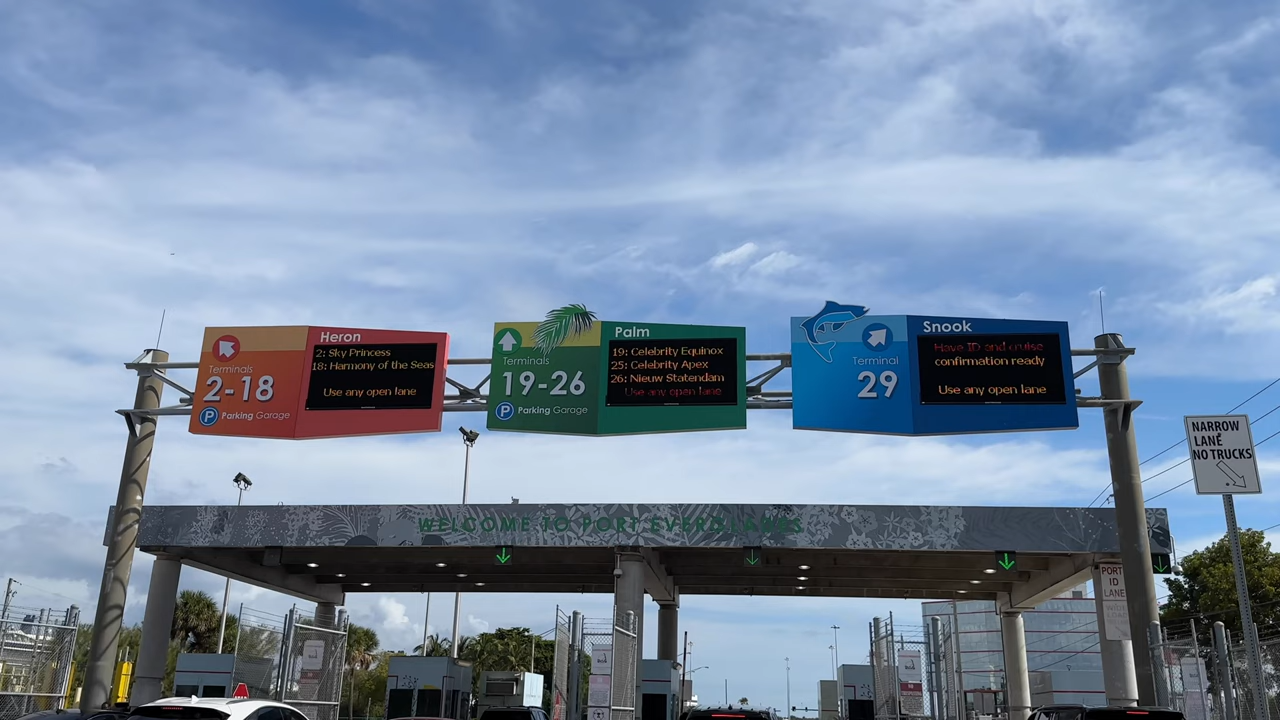 Heron
Terminals
2-18
P Parking Garage
2: Sky Princess
18: Harmony of the Seas
Use any open lane
Palm
Terminals
19-26
P Parking Garage
19: Celebrity Equinox
25: Celebrity Apex
26: Nieuw Statendam
Use any open lane
Snook
Terminal
29
Have ID and cruise
confirmation ready
Use any open lane
NARROW
LANE
NO TRUCKS
WELCOME TO PORT EVERGLADES
PORT
ID
LANE